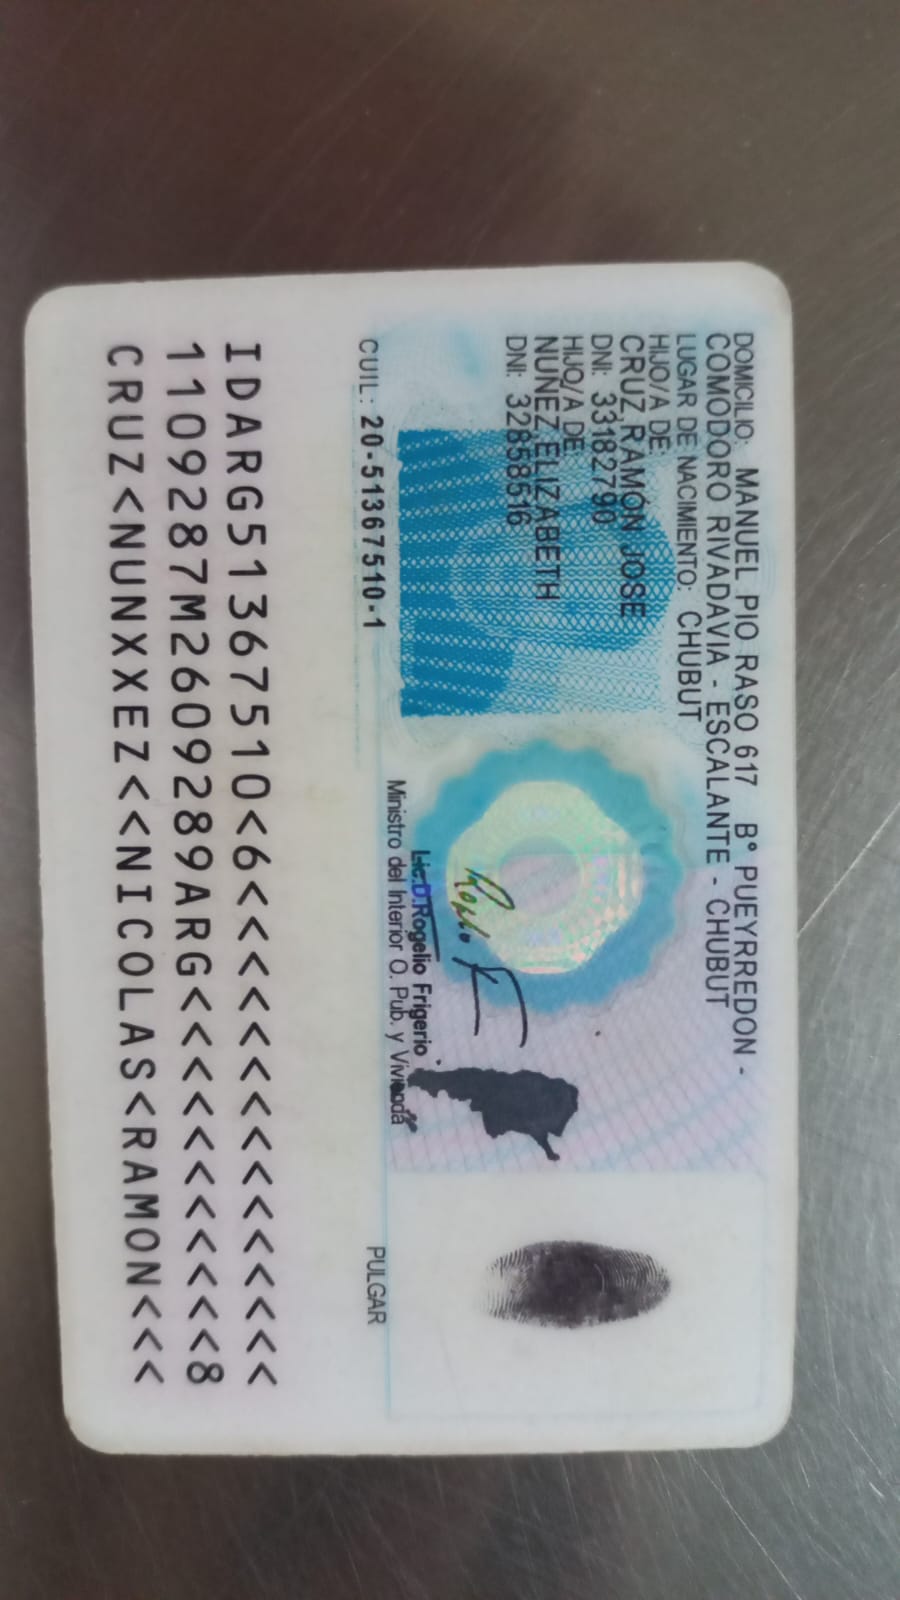 DOMICILIO: MANUEL PIO RASO 617 B° PUEYRREDON -
COMODORO RIVADAVIA - ESCALANTE - CHUBUT
LUGAR DE NACIMIENTO: CHUBUT
HIJO/A DE:
CRUZ RAMÓN JOSE
DNI: 33182790
HIJO/A DE:
NUÑEZ ELIZABETH
DNI: 32858516
CUIL: 20-51367510-1
Lic.D.Rogelio Frigerio
Ministro del Interior O. Pub. y Vivienda
PULGAR
IDARG51367510<6<<<<<<<<<<<<<<<
1109287M2609289ARG<<<<<<<<<<<8
CRUZ<NUNXXEZ<<NICOLAS<RAMON<<<